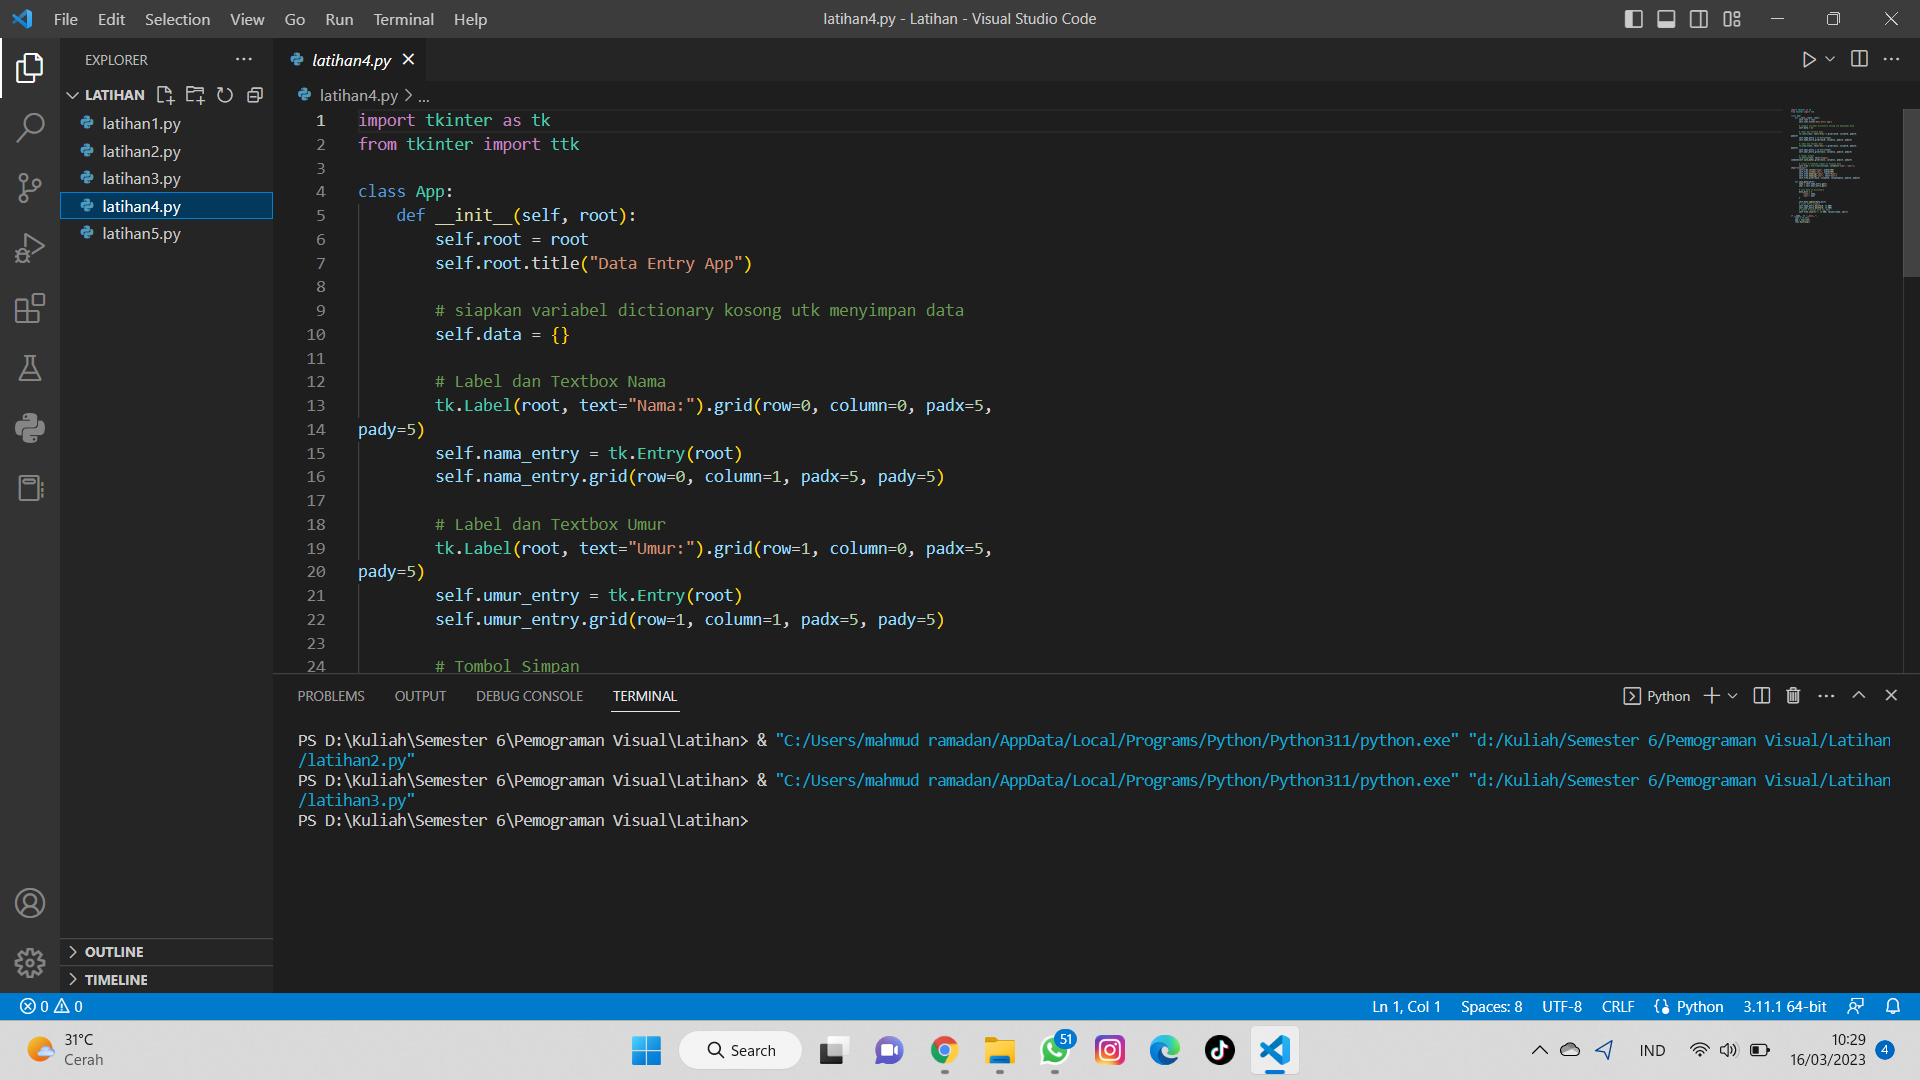 File Edit Selection View Go Run Terminal Help
latihan4.py - Latihan - Visual Studio Code
EXPLORER
LATIHAN
latihan1.py
latihan2.py
latihan3.py
latihan4.py
latihan5.py
OUTLINE
TIMELINE
latihan4.py
latihan4.py > ...
1 import tkinter as tk
2 from tkinter import ttk
3
4 class App:
5 def __init__(self, root):
6 self.root = root
7 self.root.title("Data Entry App")
8
9 # siapkan variabel dictionary kosong utk menyimpan data
10 self.data = {}
11
12 # Label dan Textbox Nama
13 tk.Label(root, text="Nama:").grid(row=0, column=0, padx=5,
14 pady=5)
15 self.nama_entry = tk.Entry(root)
16 self.nama_entry.grid(row=0, column=1, padx=5, pady=5)
17
18 # Label dan Textbox Umur
19 tk.Label(root, text="Umur:").grid(row=1, column=0, padx=5,
20 pady=5)
21 self.umur_entry = tk.Entry(root)
22 self.umur_entry.grid(row=1, column=1, padx=5, pady=5)
23
24 # Tombol Simpan
PROBLEMS OUTPUT DEBUG CONSOLE TERMINAL
Python
PS D:\Kuliah\Semester 6\Pemograman Visual\Latihan> & "C:/Users/mahmud ramadan/AppData/Local/Programs/Python/Python311/python.exe" "d:/Kuliah/Semester 6/Pemograman Visual/Latihan
/latihan2.py"
PS D:\Kuliah\Semester 6\Pemograman Visual\Latihan> & "C:/Users/mahmud ramadan/AppData/Local/Programs/Python/Python311/python.exe" "d:/Kuliah/Semester 6/Pemograman Visual/Latihan
/latihan3.py"
PS D:\Kuliah\Semester 6\Pemograman Visual\Latihan>
0 0
Ln 1, Col 1 Spaces: 8 UTF-8 CRLF Python 3.11.1 64-bit
31°C
Cerah
Search
51
IND
10:29
16/03/2023
4